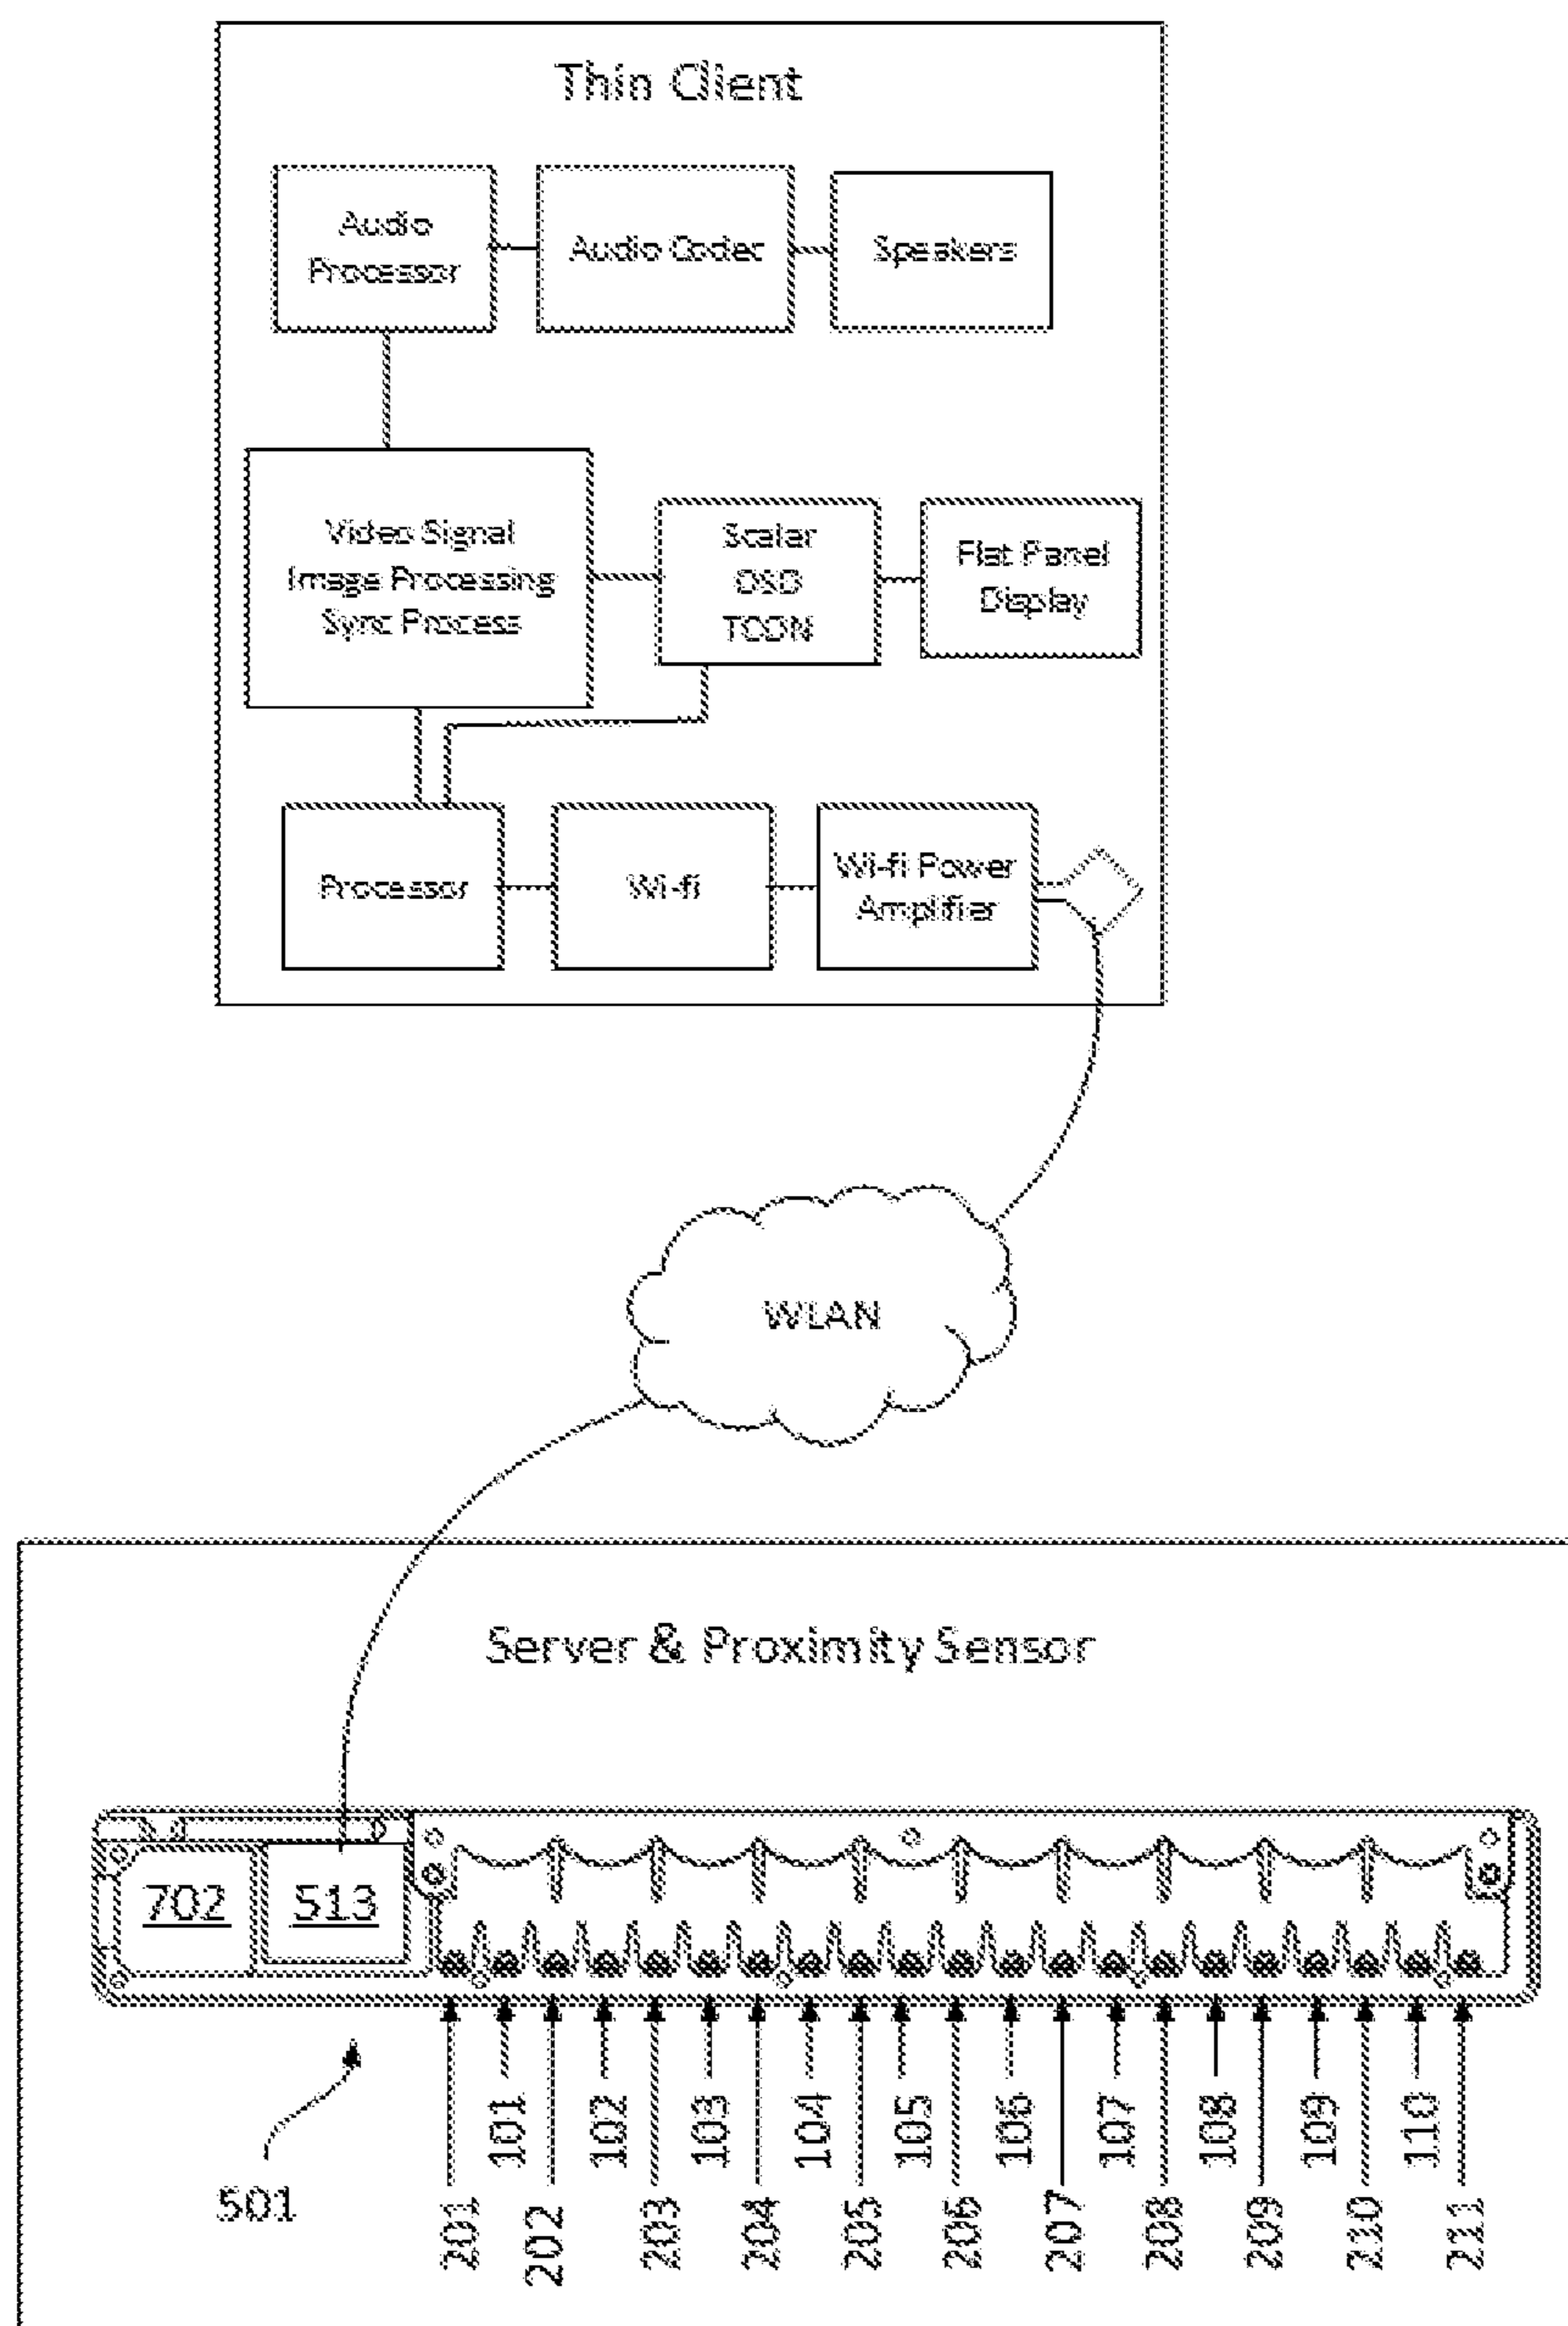 Thin Client
Audio
Processor
Audio Codec
Speakers
Video Signal
Image Processing
Sync Process
Scalar
OSD
TCON
Flat Panel
Display
Processor
Wi-fi
Wi-fi Power
Amplifier
WLAN
Server & Proximity Sensor
702
513
101
102
103
104
105
106
107
108
109
110
501
201
202
203
204
205
206
207
208
209
210
211